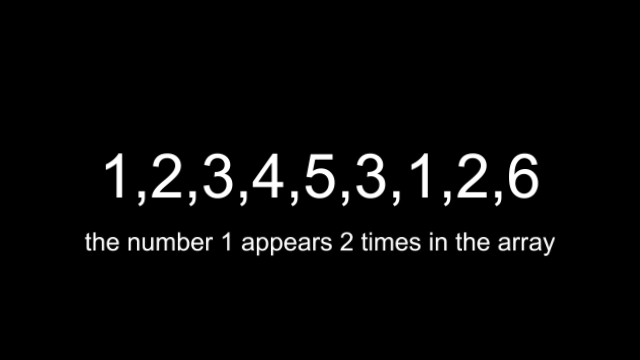 1,2,3,4,5,3,1,2,6
the number 1 appears 2 times in the array